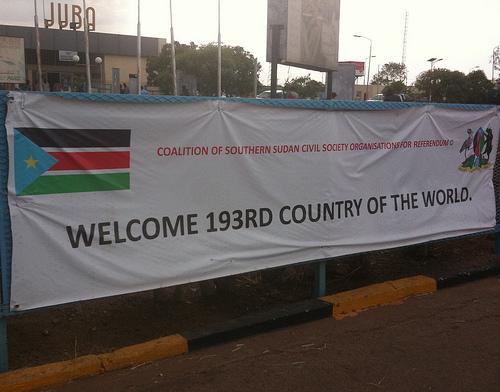 JUBA
COALITION OF SOUTHERN SUDAN CIVIL SOCIETY ORGANISATIONS FOR REFERENDUM
WELCOME 193RD COUNTRY OF THE WORLD.